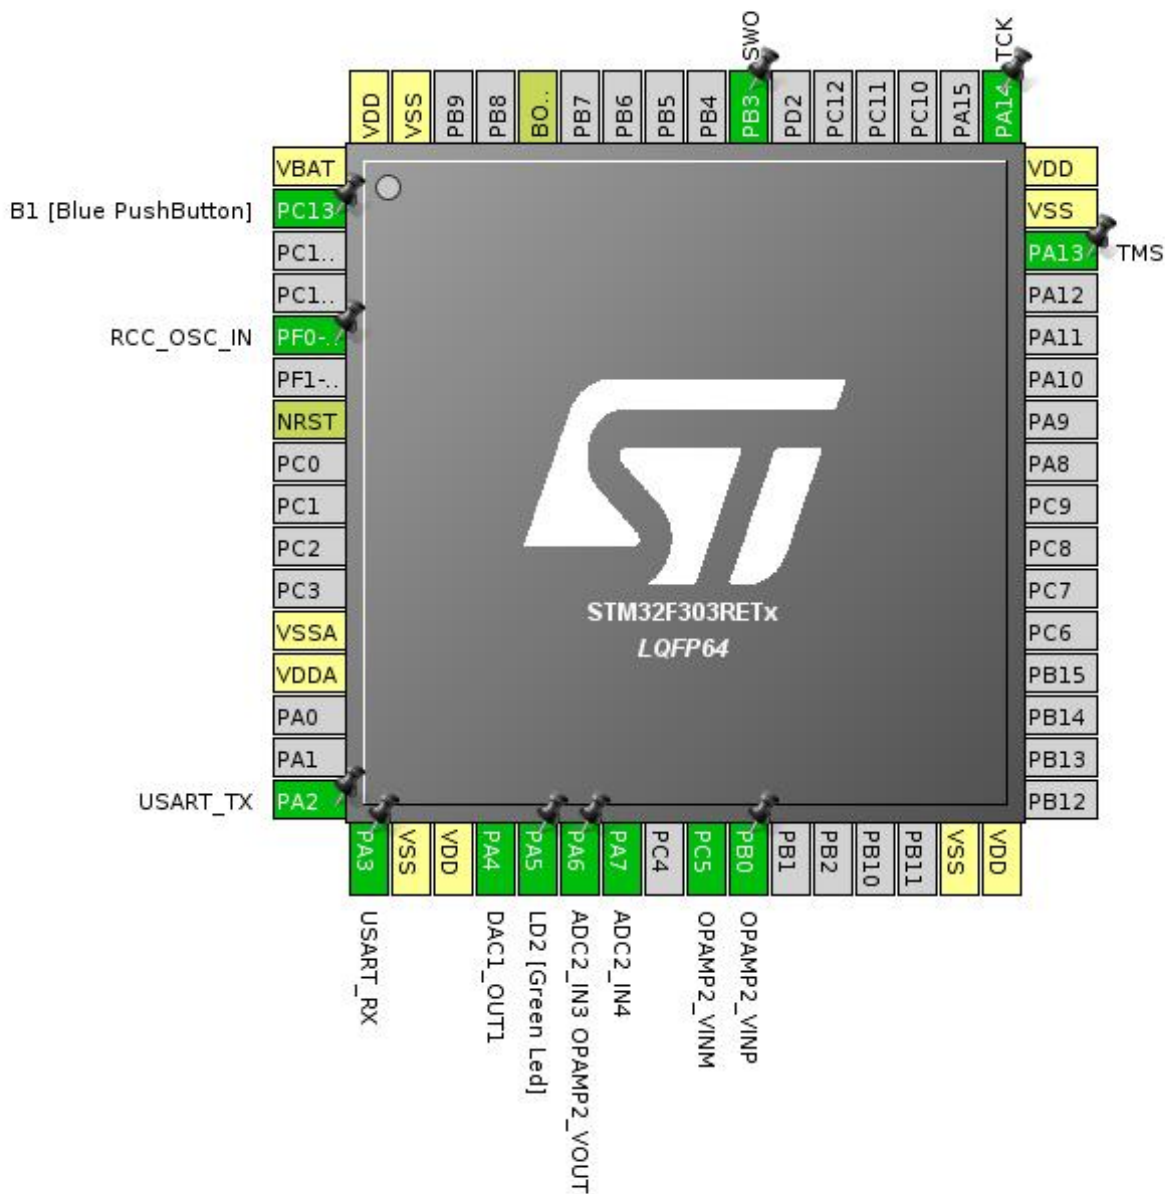 SWO
TCK
VDD
VSS
PB9
PB8
BO..
PB7
PB6
PB5
PB4
PB3
PD2
PC12
PC11
PC10
PA15
PA14
VBAT
B1 [Blue PushButton]
PC13
PC1..
PC1..
RCC_OSC_IN
PF0-..
PF1-..
NRST
PC0
PC1
PC2
PC3
VSSA
VDDA
PA0
PA1
USART_TX
PA2
VDD
VSS
PA13
TMS
PA12
PA11
PA10
PA9
PA8
PC9
PC8
PC7
PC6
PB15
PB14
PB13
PB12
ST
STM32F303RETx
LQFP64
PA3
VSS
VDD
PA4
PA5
PA6
PA7
PC4
PC5
PB0
PB1
PB2
PB10
PB11
VSS
VDD
USART_RX
DAC1_OUT1
LD2 [Green Led]
ADC2_IN3 OPAMP2_VOUT
ADC2_IN4
OPAMP2_VINM
OPAMP2_VINP